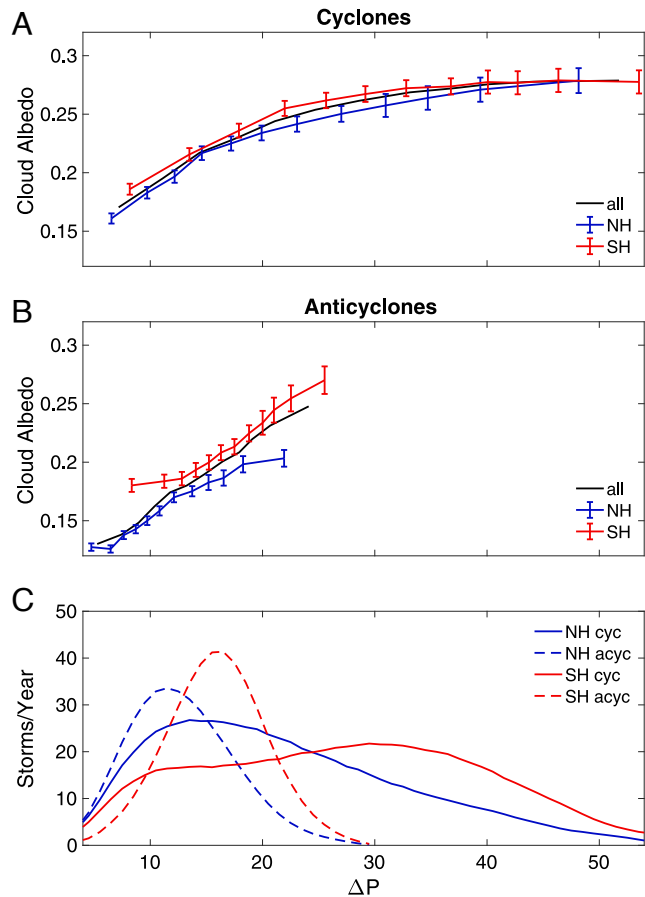 A
Cyclones
Cloud Albedo
0.3
0.25
0.2
0.15
all
NH
SH
B
Anticyclones
Cloud Albedo
0.3
0.25
0.2
0.15
all
NH
SH
C
Storms/Year
50
40
30
20
10
0
NH cyc
NH acyc
SH cyc
SH acyc
10 20 30 40 50
ΔP